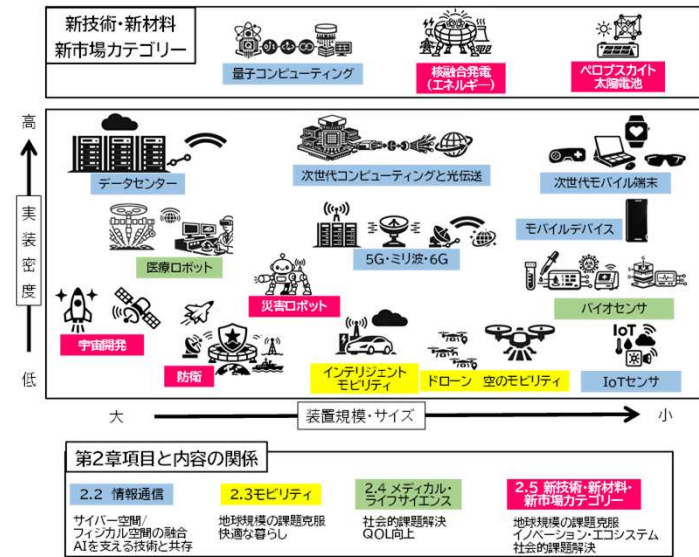 新技術・新材料
新市場カテゴリー
量子コンピューティング
核融合発電
(エネルギー)
ペロブスカイト
太陽電池
高
実装密度
低
データセンター
次世代コンピューティングと光伝送
次世代モバイル端末
モバイルデバイス
医療ロボット
5G・ミリ波・6G
災害ロボット
バイオセンサ
宇宙開発
防衛
インテリジェント
モビリティ
ドローン 空のモビリティ
IoT
IoTセンサ
大
装置規模・サイズ
小
第2章項目と内容の関係
2.2 情報通信
サイバー空間/
フィジカル空間の融合
AIを支える技術と共存
2.3モビリティ
地球規模の課題克服
快適な暮らし
2.4 メディカル・
ライフサイエンス
社会的課題解決
QOL向上
2.5 新技術・新材料・
新市場カテゴリー
地球規模の課題克服
イノベーション・エコシステム
社会的課題解決